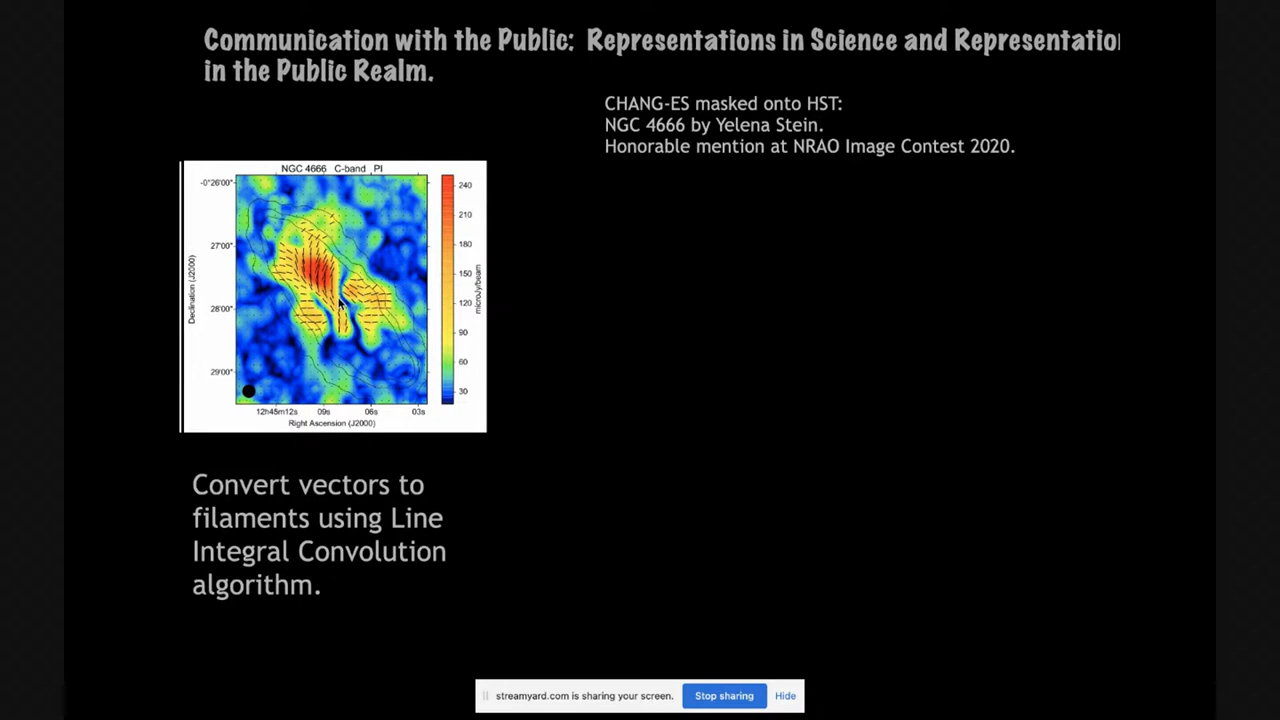 Communication with the Public: Representations in Science and Representatio
in the Public Realm.
CHANG-ES masked onto HST:
NGC 4666 by Yelena Stein.
Honorable mention at NRAO Image Contest 2020.
NGC 4666 C-band PI
-0°26'00"
27'00"
28'00"
29'00"
Declination (J2000)
12h45m12s 09s 06s 03s
Right Ascension (J2000)
240
210
180
150
120
90
60
30
microJy/beam
Convert vectors to
filaments using Line
Integral Convolution
algorithm.
streamyard.com is sharing your screen. Stop sharing Hide